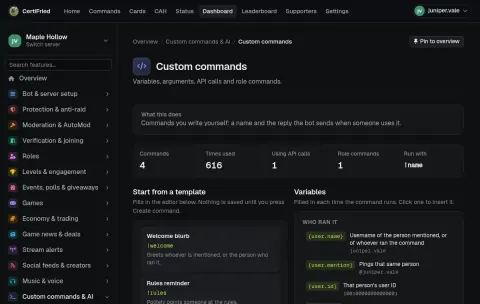 CertiFried
Home
Commands
Cards
CAH
Status
Dashboard
Leaderboard
Supporters
Settings
juniper.vale
Maple Hollow
Switch server
Search features...
Overview
Bot & server setup
Protection & anti-raid
Moderation & AutoMod
Verification & joining
Roles
Levels & engagement
Events, polls & giveaways
Games
Economy & trading
Game news & deals
Stream alerts
Social feeds & creators
Music & voice
Custom commands & AI
Overview / Custom commands & AI / Custom commands
Pin to overview
Custom commands
Variables, arguments, API calls and role commands.
What this does
Commands you write yourself: a name and the reply the bot sends when someone uses it.
Commands
4
Times used
616
Using API calls
1
Role commands
1
Run with
!name
Start from a template
Fills in the editor below. Nothing is saved until you
press Create command.
Welcome blurb
!welcome
Greets whoever is mentioned, or the person who
ran it.
Rules reminder
!rules
Politely points someone at the rules.
Variables
Filled in each time the command runs. Click one to insert it.
WHO RAN IT
{user.name}
Username of the person mentioned, or
of whoever ran the command
juniper.vale
{user.mention}
Pings that same person
@juniper.vale
{user.id}
That person's user ID